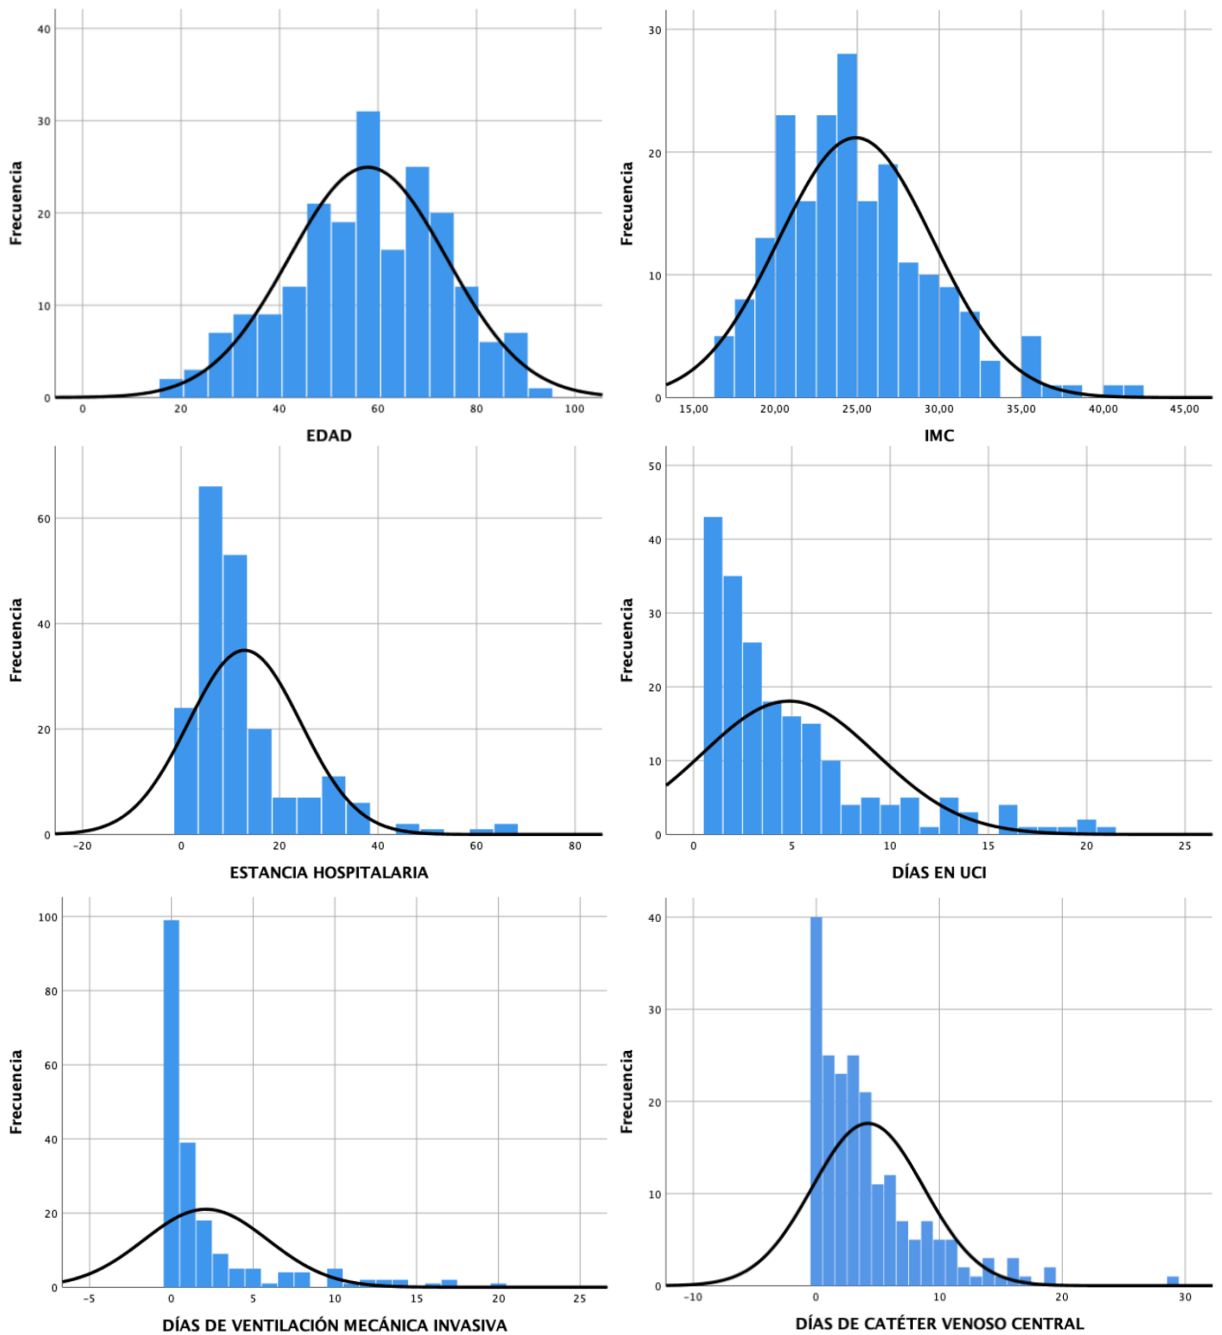 40
30
20
10
0
Frecuencia
0 20 40 60 80 100
EDAD
30
20
10
0
Frecuencia
15,00 20,00 25,00 30,00 35,00 40,00 45,00
IMC
60
40
20
0
Frecuencia
-20 0 20 40 60 80
ESTANCIA HOSPITALARIA
50
40
30
20
10
0
Frecuencia
0 5 10 15 20 25
DÍAS EN UCI
100
80
60
40
20
0
Frecuencia
-5 0 5 10 15 20 25
DÍAS DE VENTILACIÓN MECÁNICA INVASIVA
40
30
20
10
0
Frecuencia
-10 0 10 20 30
DÍAS DE CATÉTER VENOSO CENTRAL